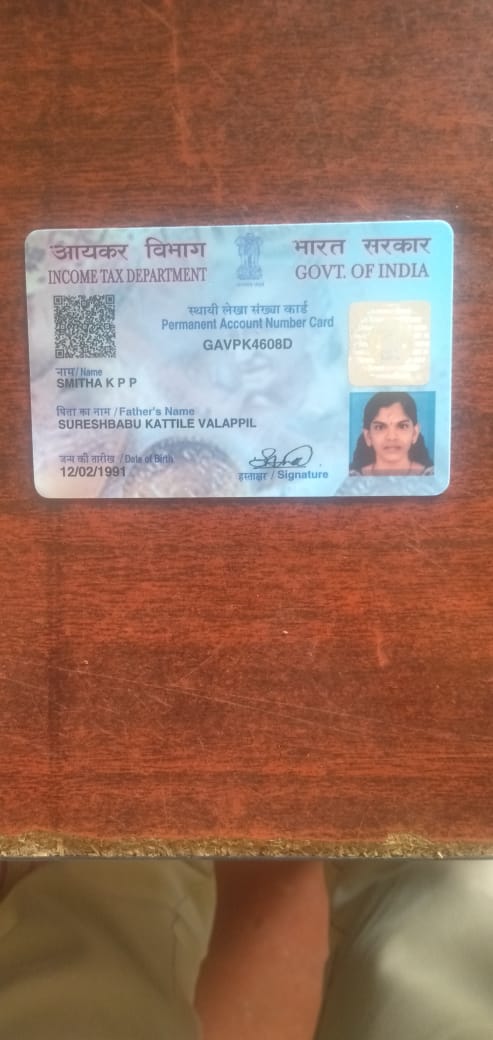 आयकर विभाग
INCOME TAX DEPARTMENT
भारत सरकार
GOVT. OF INDIA
स्थायी लेखा संख्या कार्ड
Permanent Account Number Card
GAVPK4608D
नाम / Name
SMITHA K P P
पिता का नाम / Father's Name
SURESHBABU KATTILE VALAPPIL
जन्म की तारीख / Date of Birth
12/02/1991
हस्ताक्षर / Signature